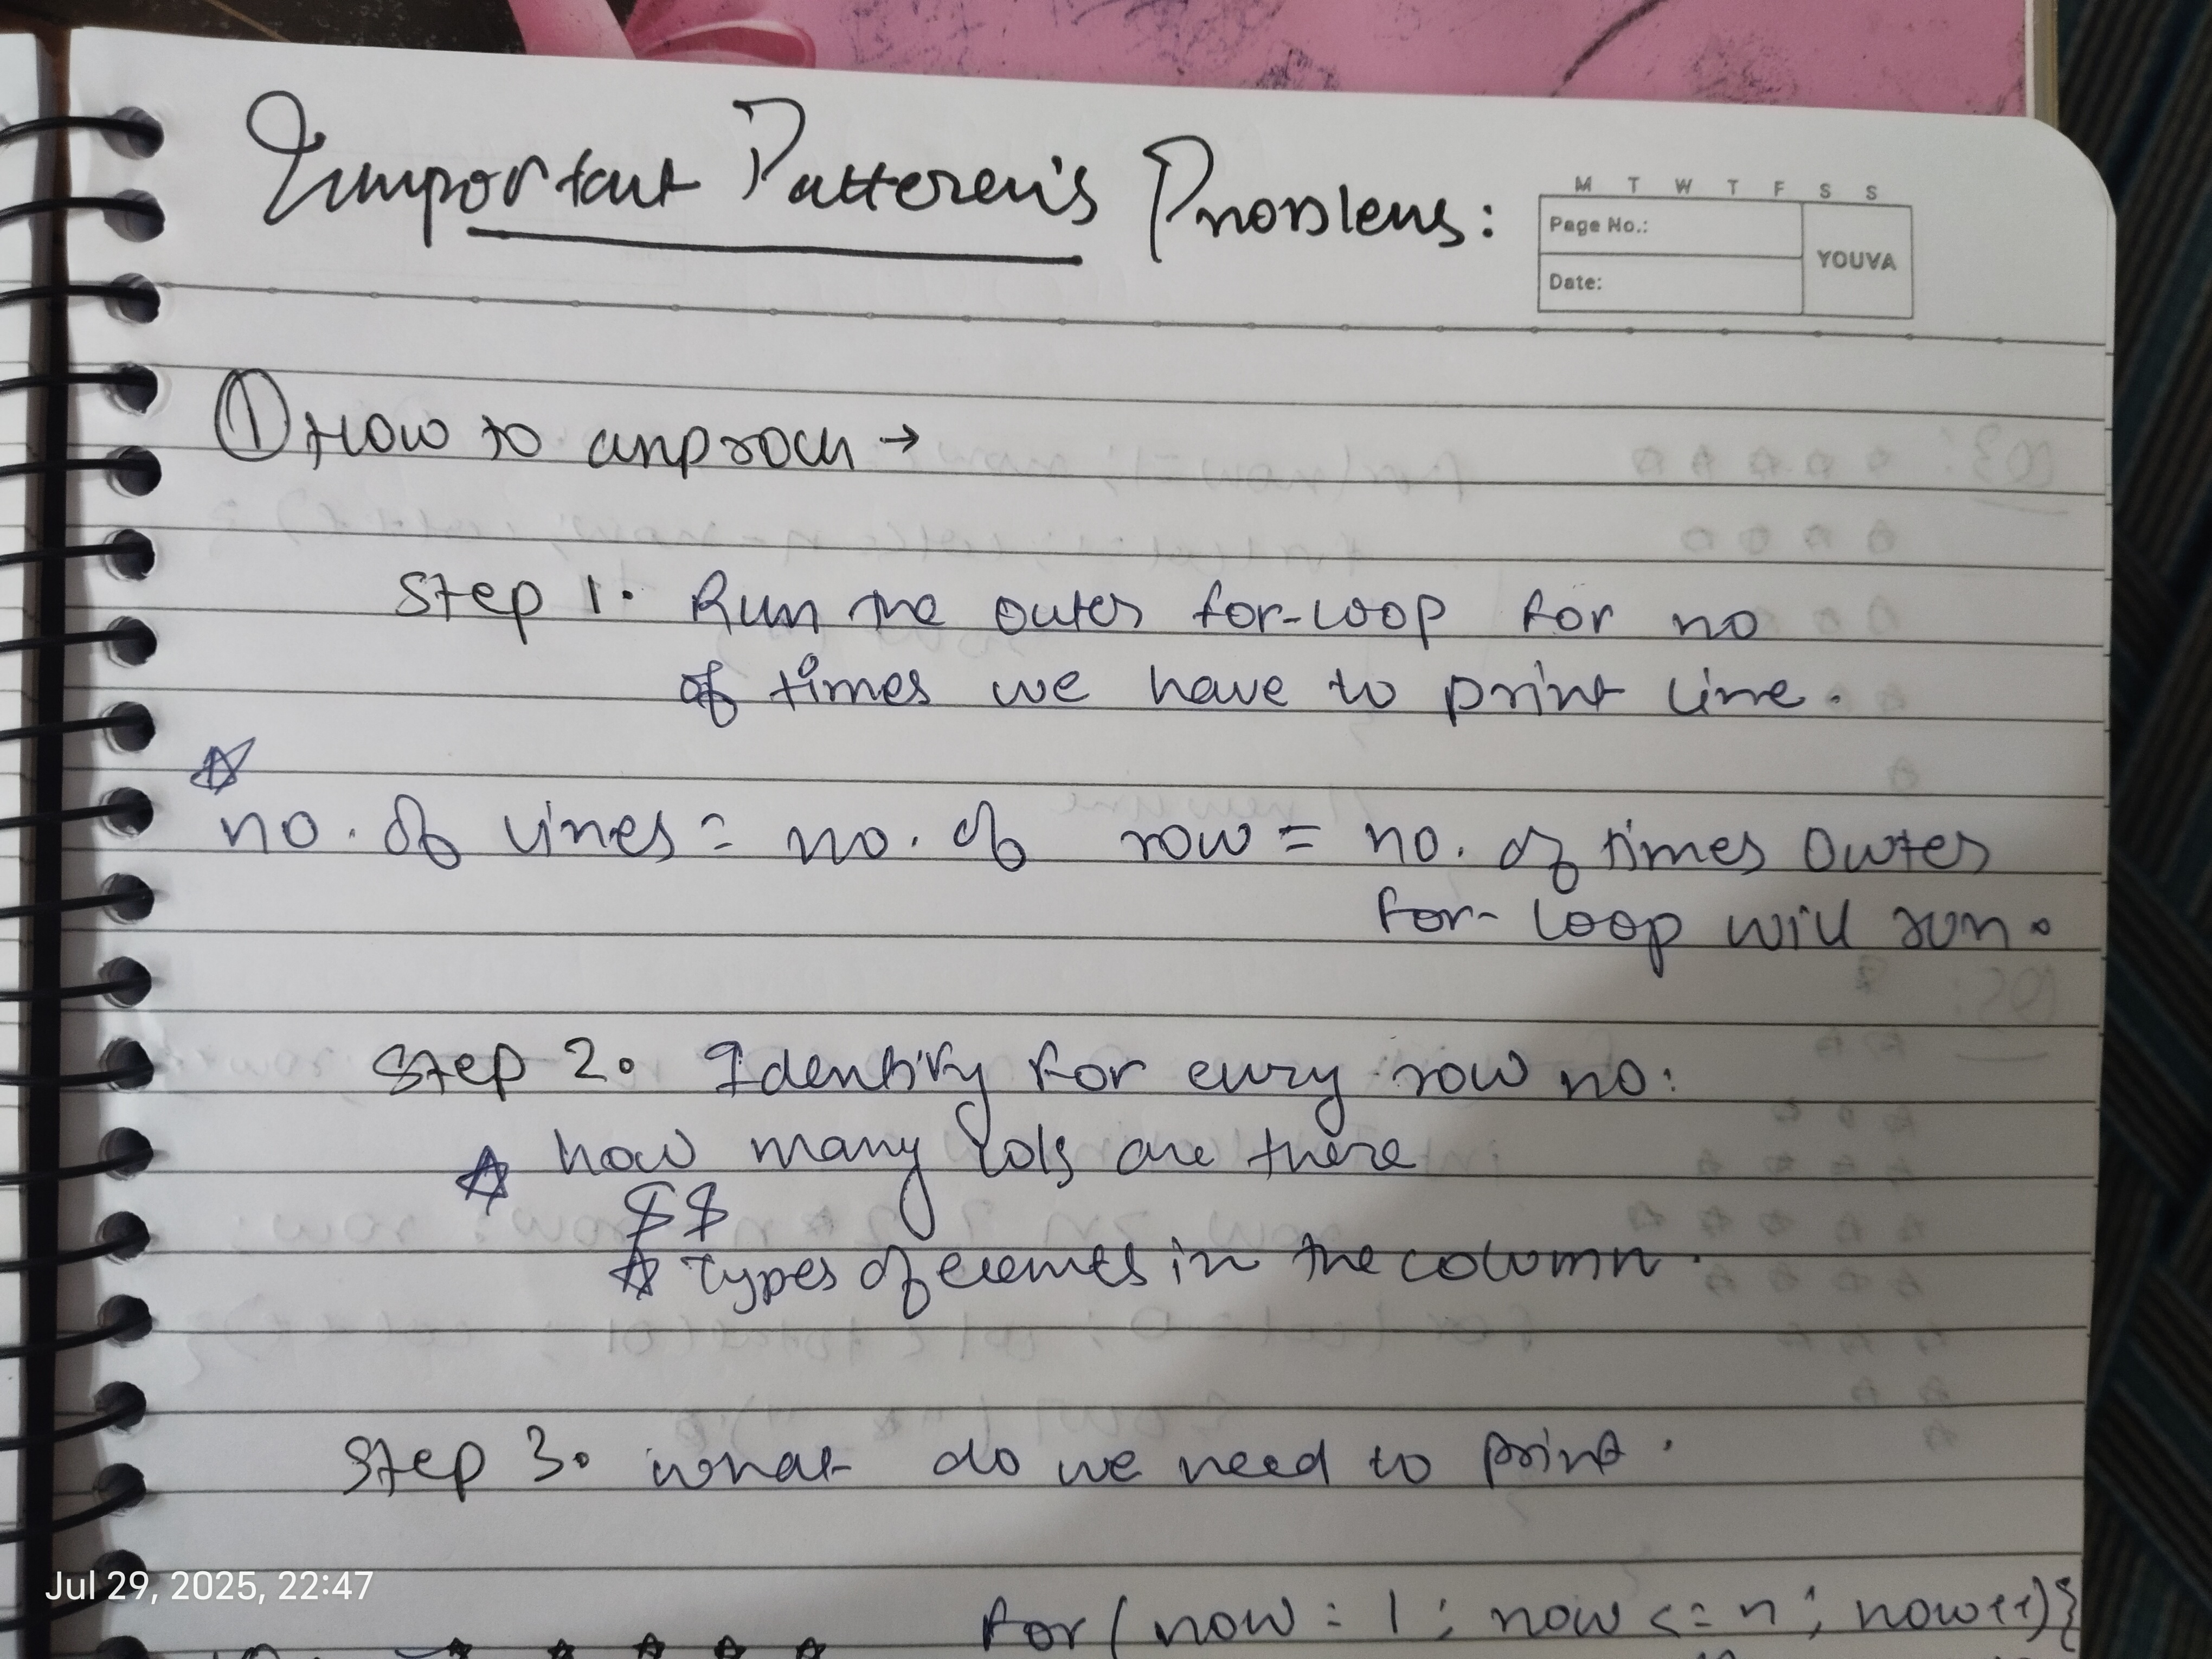 Important Patteren's Problems:
M T W T F S S
Page No.:
YOUVA
Date:
① How to approach →
Step 1. Run the outer for-loop for no
of times we have to print line.
☆
no. of lines = no. of row = no. of times outer
for-loop will run.
Step 2. Identify for every row no:
☆ how many cols are there
&&
☆ types of elements in the column.
Step 3. what do we need to print.
for (row = 1; row <= n; row++){
Jul 29, 2025, 22:47